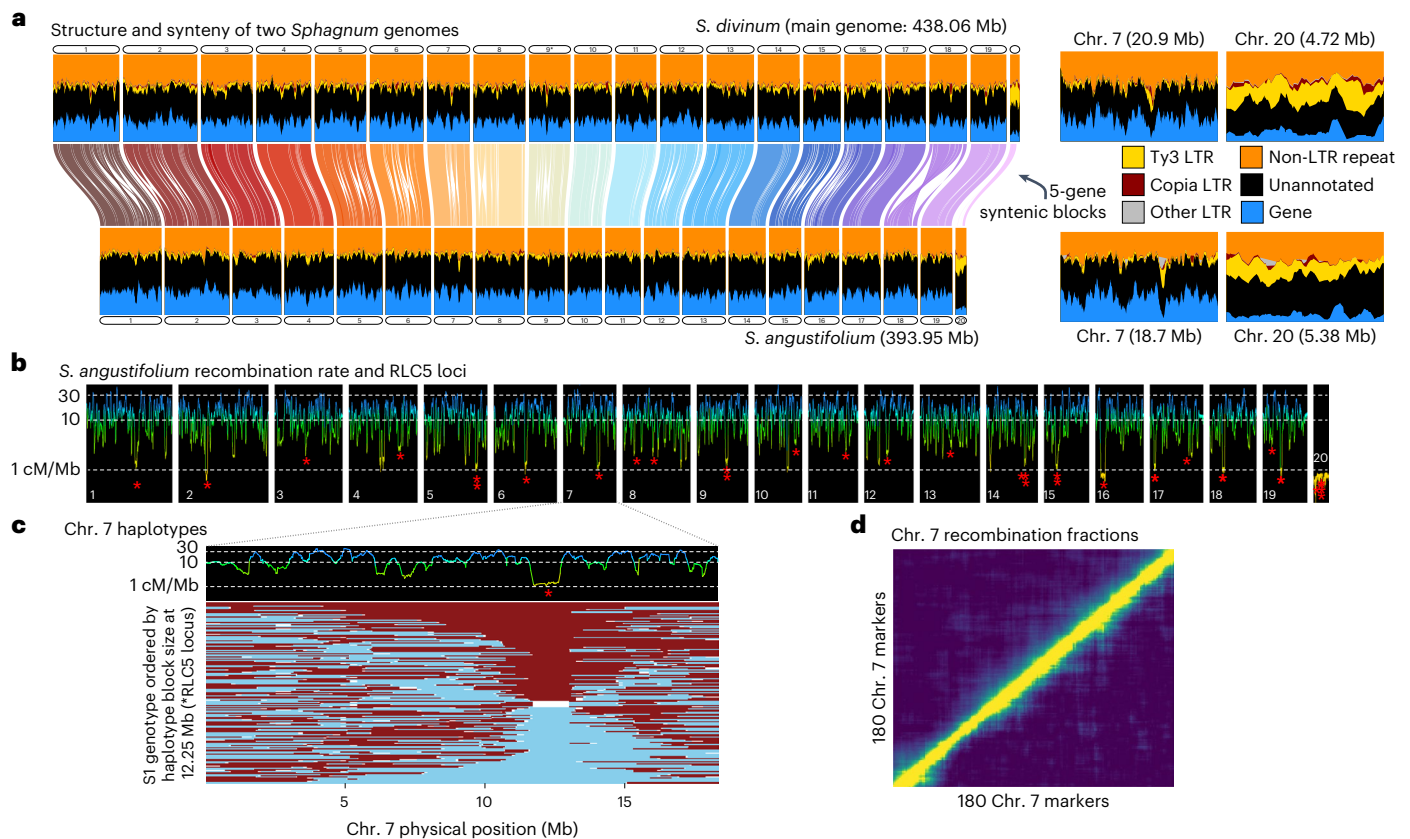 a
Structure and synteny of two Sphagnum genomes
S. divinum (main genome: 438.06 Mb)
1 2 3 4 5 6 7 8 9* 10 11 12 13 14 15 16 17 18 19
Chr. 7 (20.9 Mb)
Chr. 20 (4.72 Mb)
Ty3 LTR
Non-LTR repeat
Copia LTR
Unannotated
Other LTR
Gene
5-gene
syntenic blocks
1 2 3 4 5 6 7 8 9 10 11 12 13 14 15 16 17 18 19 20
S. angustifolium (393.95 Mb)
Chr. 7 (18.7 Mb)
Chr. 20 (5.38 Mb)
b
S. angustifolium recombination rate and RLC5 loci
30
10
1 cM/Mb
1 2 3 4 5 6 7 8 9 10 11 12 13 14 15 16 17 18 19 20
c
Chr. 7 haplotypes
30
10
1 cM/Mb
S1 genotype ordered by
haplotype block size at
12.25 Mb (*RLC5 locus)
5 10 15
Chr. 7 physical position (Mb)
d
Chr. 7 recombination fractions
180 Chr. 7 markers
180 Chr. 7 markers